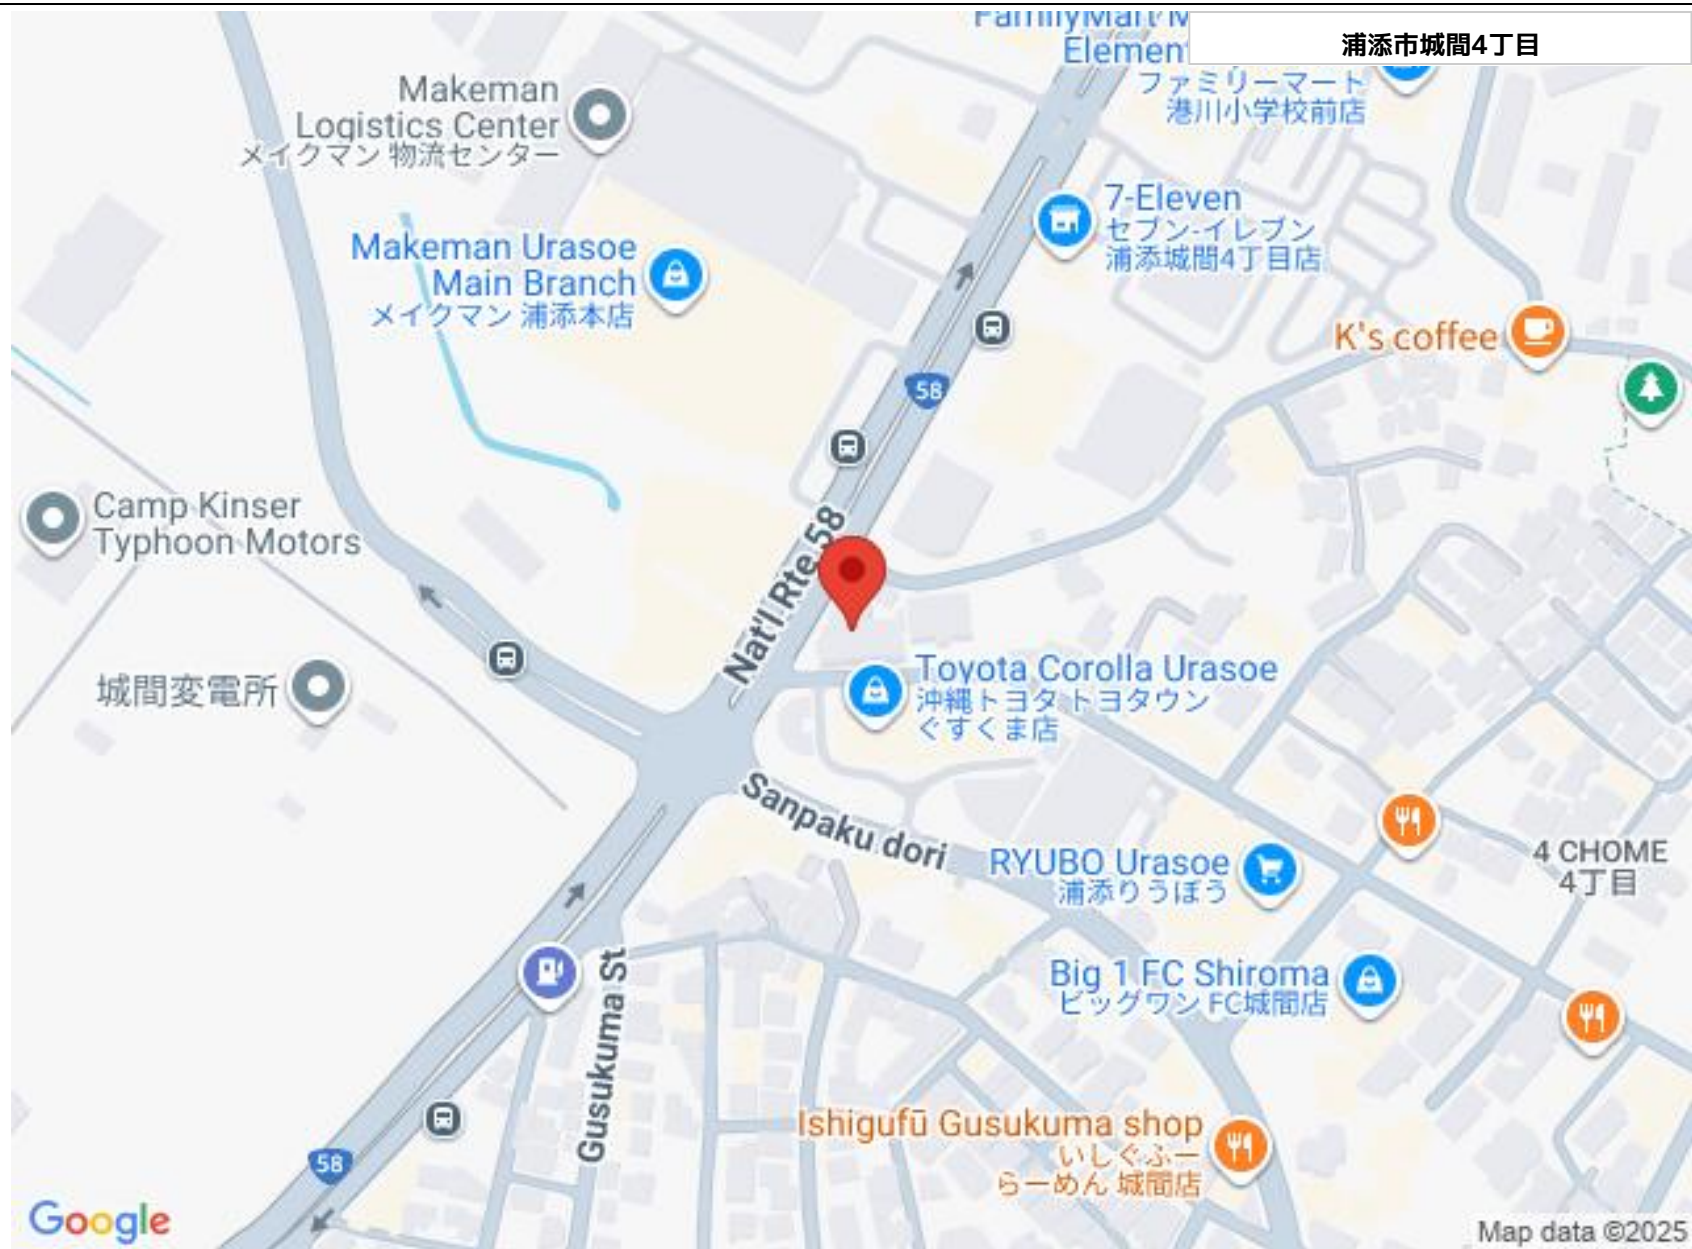 浦添市城間4丁目
FamilyMart
Element
ファミリーマート
港川小学校前店
Makeman
Logistics Center
メイクマン 物流センター
7-Eleven
セブン-イレブン
浦添城間4丁目店
Makeman Urasoe
Main Branch
メイクマン 浦添本店
K's coffee
58
Camp Kinser
Typhoon Motors
Nat'l Rte 58
城間変電所
Toyota Corolla Urasoe
沖縄トヨタトヨタウン
ぐすくま店
Sanpaku dori
RYUBO Urasoe
浦添りうぼう
4 CHOME
4丁目
Gusukuma St
Big 1 FC Shiroma
ビッグワン FC城間店
Ishigufū Gusukuma shop
いしぐふー
らーめん 城間店
58
Google
Map data ©2025